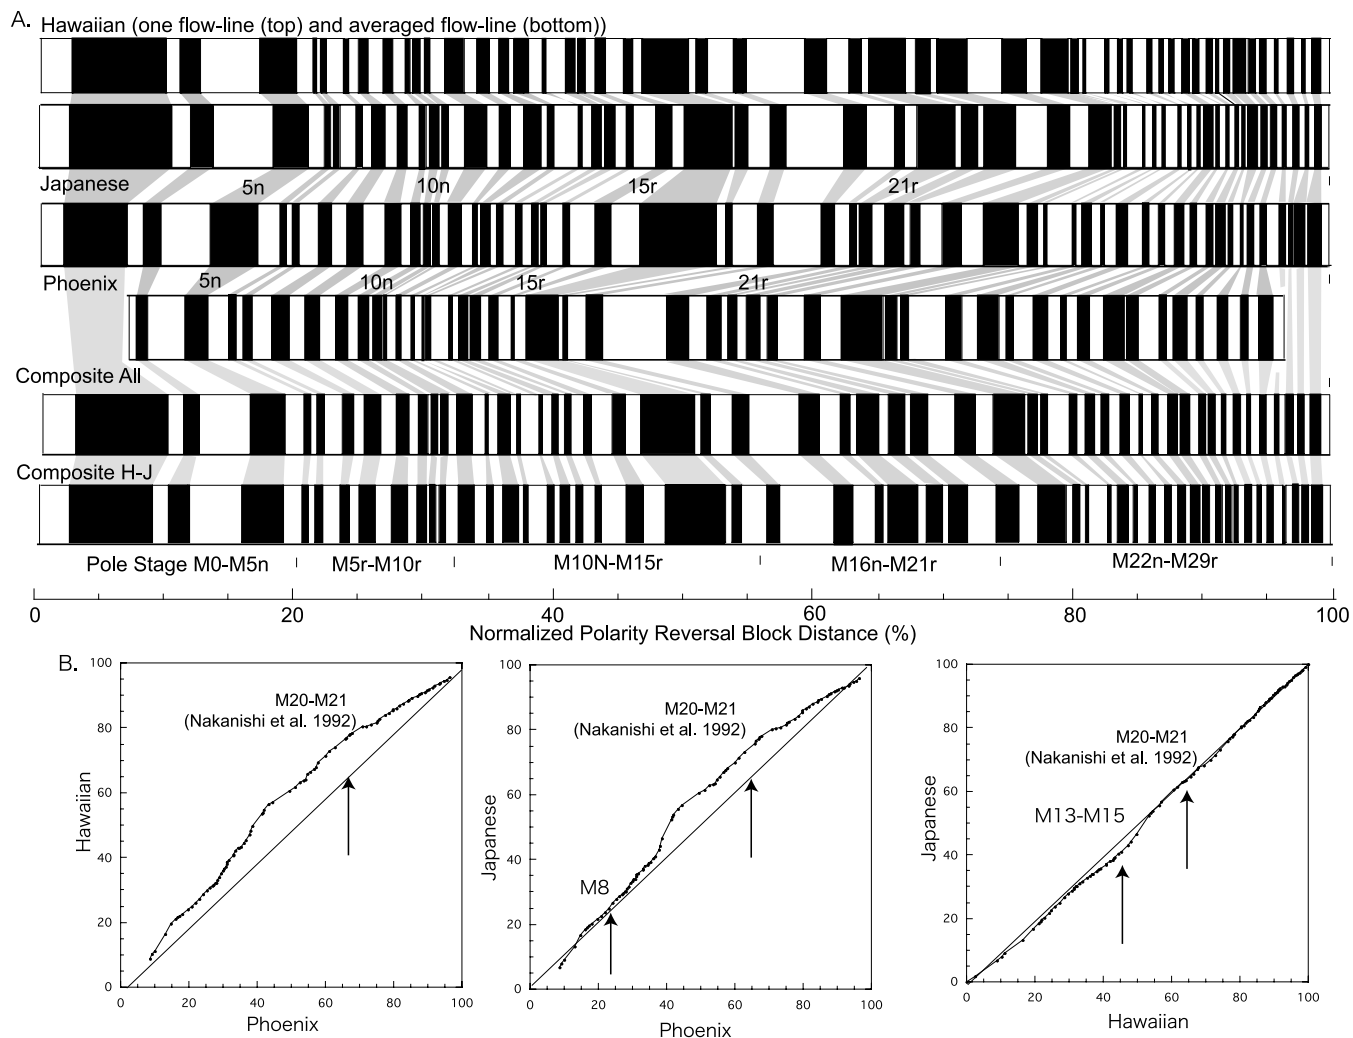 A. Hawaiian (one flow-line (top) and averaged flow-line (bottom))
Japanese 5n 10n 15r 21r
Phoenix 5n 10n 15r 21r
Composite All
Composite H-J
Pole Stage M0-M5n M5r-M10r M10N-M15r M16n-M21r M22n-M29r
0 20 40 60 80 100
Normalized Polarity Reversal Block Distance (%)
B.
100
80
60
40
20
0
Hawaiian
M20-M21
(Nakanishi et al. 1992)
0 20 40 60 80 100
Phoenix
100
80
60
40
20
0
Japanese
M20-M21
(Nakanishi et al. 1992)
M8
0 20 40 60 80 100
Phoenix
100
80
60
40
20
0
Japanese
M20-M21
(Nakanishi et al. 1992)
M13-M15
0 20 40 60 80 100
Hawaiian